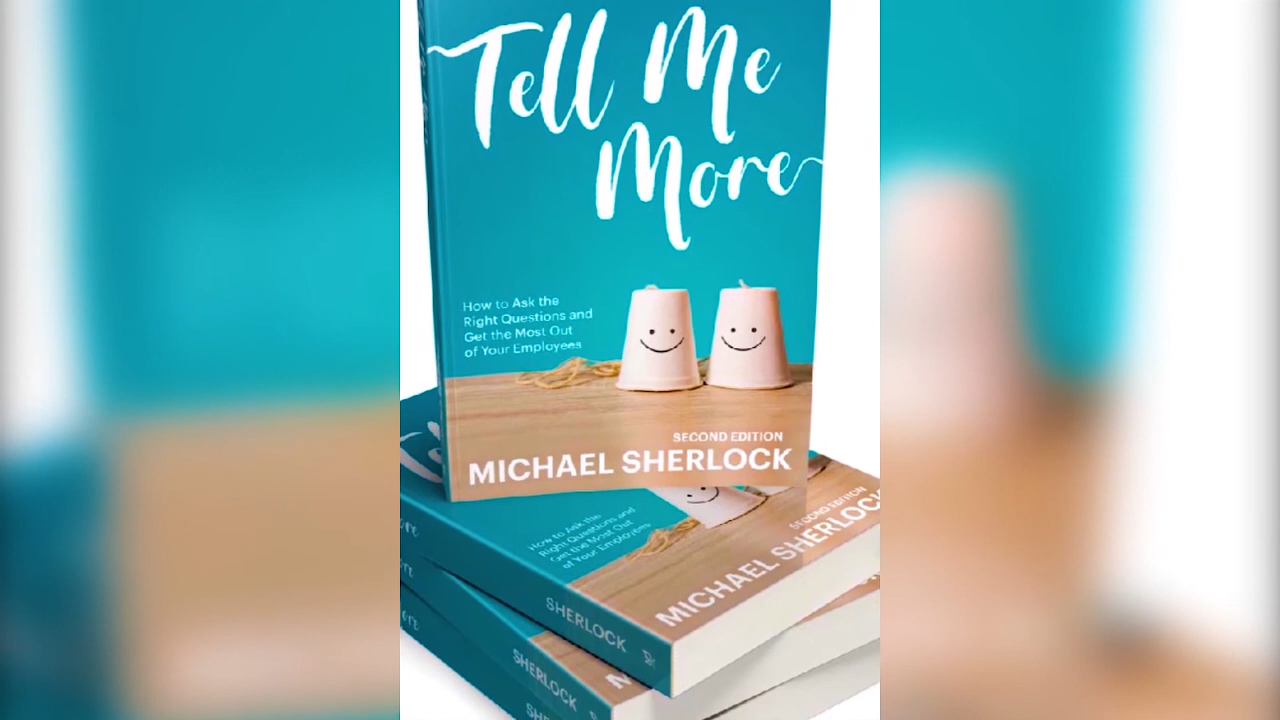 Tell Me
More
How to Ask the
Right Questions and
Get the Most Out
of Your Employees
SECOND EDITION
MICHAEL SHERLOCK
How to Ask the
Right Questions and
Get the Most Out
of Your Employees
SECOND EDITION
MICHAEL SHERLOCK
SHERLOCK
SHERLOCK